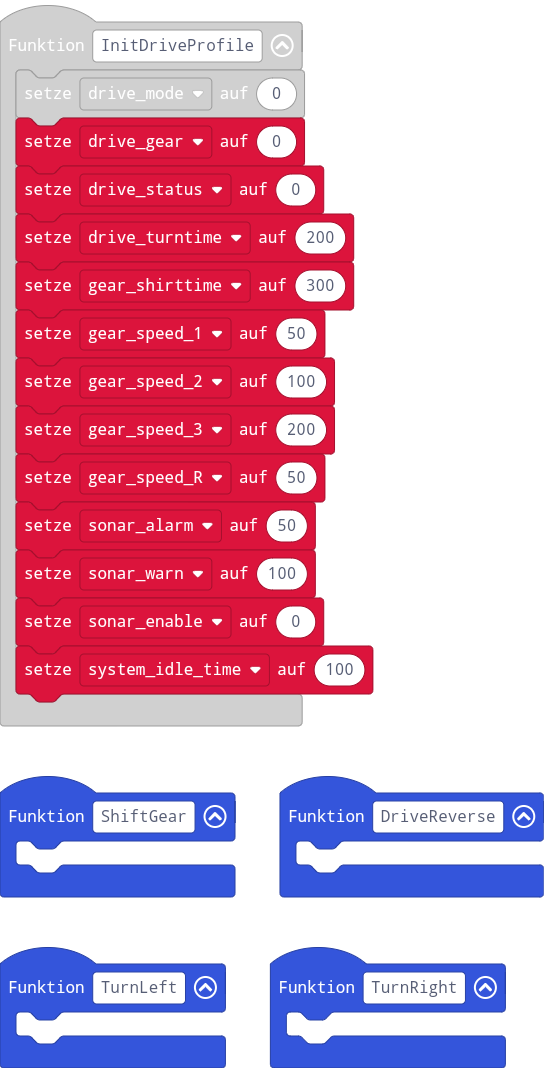 Funktion InitDriveProfile
setze drive_mode auf 0
setze drive_gear auf 0
setze drive_status auf 0
setze drive_turntime auf 200
setze gear_shirttime auf 300
setze gear_speed_1 auf 50
setze gear_speed_2 auf 100
setze gear_speed_3 auf 200
setze gear_speed_R auf 50
setze sonar_alarm auf 50
setze sonar_warn auf 100
setze sonar_enable auf 0
setze system_idle_time auf 100
Funktion ShiftGear
Funktion DriveReverse
Funktion TurnLeft
Funktion TurnRight